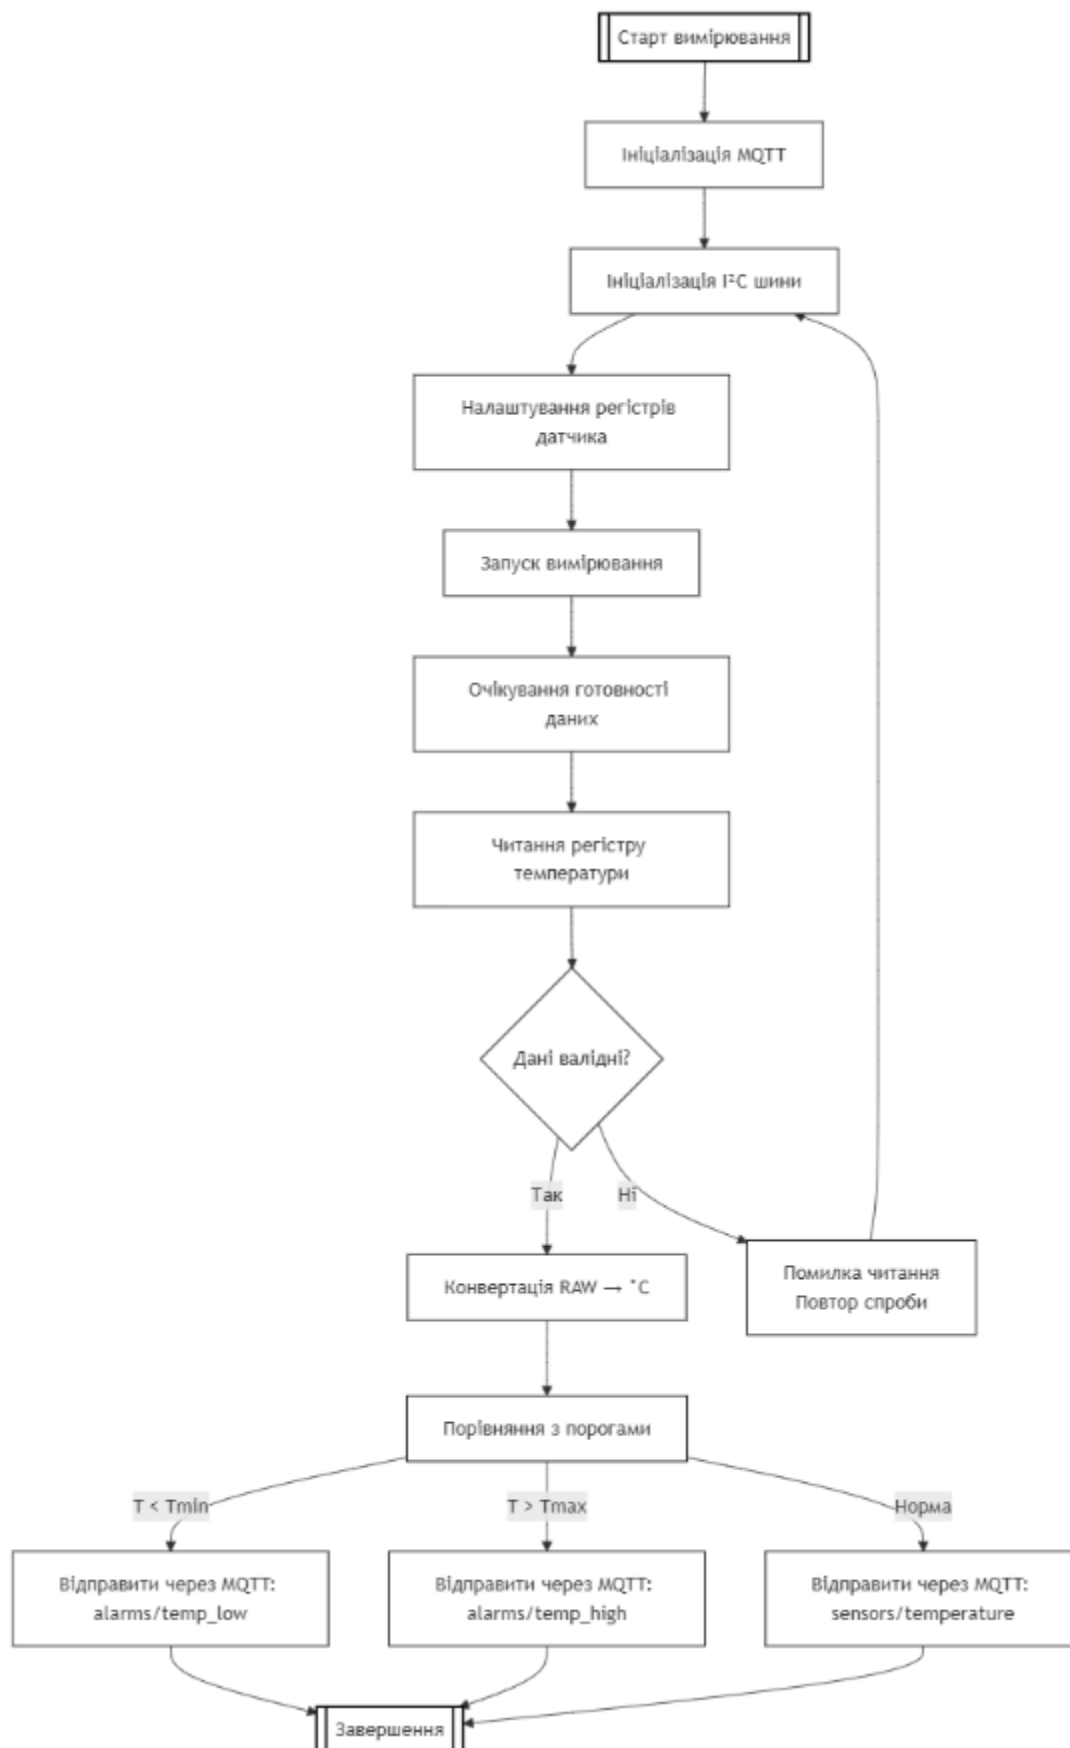 Старт вимірювання
Ініціалізація MQTT
Ініціалізація I²C шини
Налаштування регістрів
датчика
Запуск вимірювання
Очікування готовності
даних
Читання регістру
температури
Дані валідні?
Так
Ні
Конвертація RAW → °C
Помилка читання
Повтор спроби
Порівняння з порогами
T < Tmin
T > Tmax
Норма
Відправити через MQTT:
alarms/temp_low
Відправити через MQTT:
alarms/temp_high
Відправити через MQTT:
sensors/temperature
Завершення